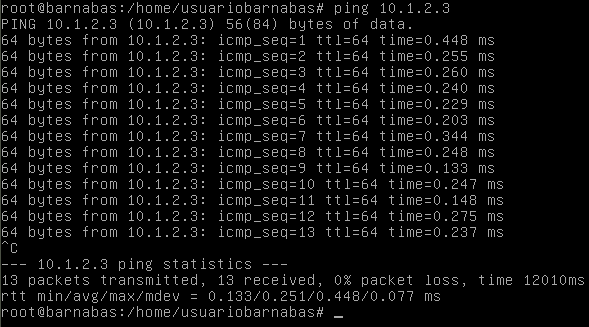 root@barnabas:/home/usuariobarnabas# ping 10.1.2.3
PING 10.1.2.3 (10.1.2.3) 56(84) bytes of data.
64 bytes from 10.1.2.3: icmp_seq=1 ttl=64 time=0.448 ms
64 bytes from 10.1.2.3: icmp_seq=2 ttl=64 time=0.255 ms
64 bytes from 10.1.2.3: icmp_seq=3 ttl=64 time=0.260 ms
64 bytes from 10.1.2.3: icmp_seq=4 ttl=64 time=0.240 ms
64 bytes from 10.1.2.3: icmp_seq=5 ttl=64 time=0.229 ms
64 bytes from 10.1.2.3: icmp_seq=6 ttl=64 time=0.203 ms
64 bytes from 10.1.2.3: icmp_seq=7 ttl=64 time=0.344 ms
64 bytes from 10.1.2.3: icmp_seq=8 ttl=64 time=0.248 ms
64 bytes from 10.1.2.3: icmp_seq=9 ttl=64 time=0.133 ms
64 bytes from 10.1.2.3: icmp_seq=10 ttl=64 time=0.247 ms
64 bytes from 10.1.2.3: icmp_seq=11 ttl=64 time=0.148 ms
64 bytes from 10.1.2.3: icmp_seq=12 ttl=64 time=0.275 ms
64 bytes from 10.1.2.3: icmp_seq=13 ttl=64 time=0.237 ms
^C
--- 10.1.2.3 ping statistics ---
13 packets transmitted, 13 received, 0% packet loss, time 12010ms
rtt min/avg/max/mdev = 0.133/0.251/0.448/0.077 ms
root@barnabas:/home/usuariobarnabas# _